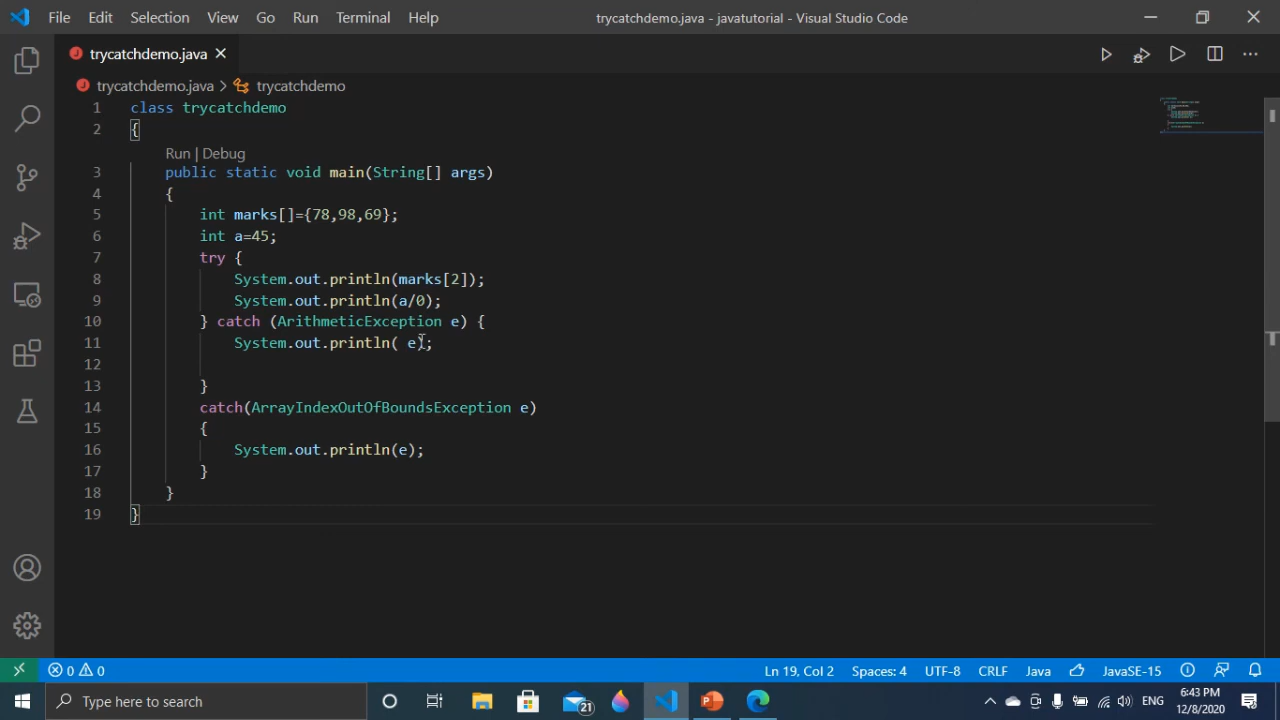 File Edit Selection View Go Run Terminal Help trycatchdemo.java - javatutorial - Visual Studio Code
trycatchdemo.java
trycatchdemo.java > trycatchdemo
1 class trycatchdemo
2 {
Run | Debug
3 public static void main(String[] args)
4 {
5 int marks[]={78,98,69};
6 int a=45;
7 try {
8 System.out.println(marks[2]);
9 System.out.println(a/0);
10 } catch (ArithmeticException e) {
11 System.out.println( e);
12
13 }
14 catch(ArrayIndexOutOfBoundsException e)
15 {
16 System.out.println(e);
17 }
18 }
19 }
0 0 Ln 19, Col 2 Spaces: 4 UTF-8 CRLF Java JavaSE-15
Type here to search 21 ENG 6:43 PM
12/8/2020